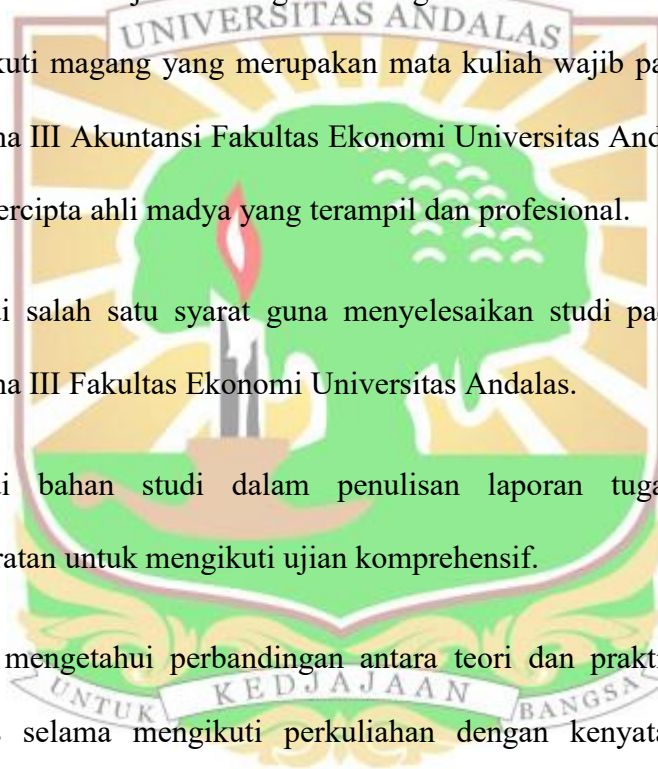 UNIVERSITAS ANDALAS
kuti magang yang merupakan mata kuliah wajib pa
na III Akuntansi Fakultas Ekonomi Universitas And
ercipta ahli madya yang terampil dan profesional.
i salah satu syarat guna menyelesaikan studi pa
na III Fakultas Ekonomi Universitas Andalas.
i bahan studi dalam penulisan laporan tuga
ratan untuk mengikuti ujian komprehensif.
mengetahui perbandingan antara teori dan prakti
UNTUK KEDJAJAAN BANGSA
s selama mengikuti perkuliahan dengan kenyata